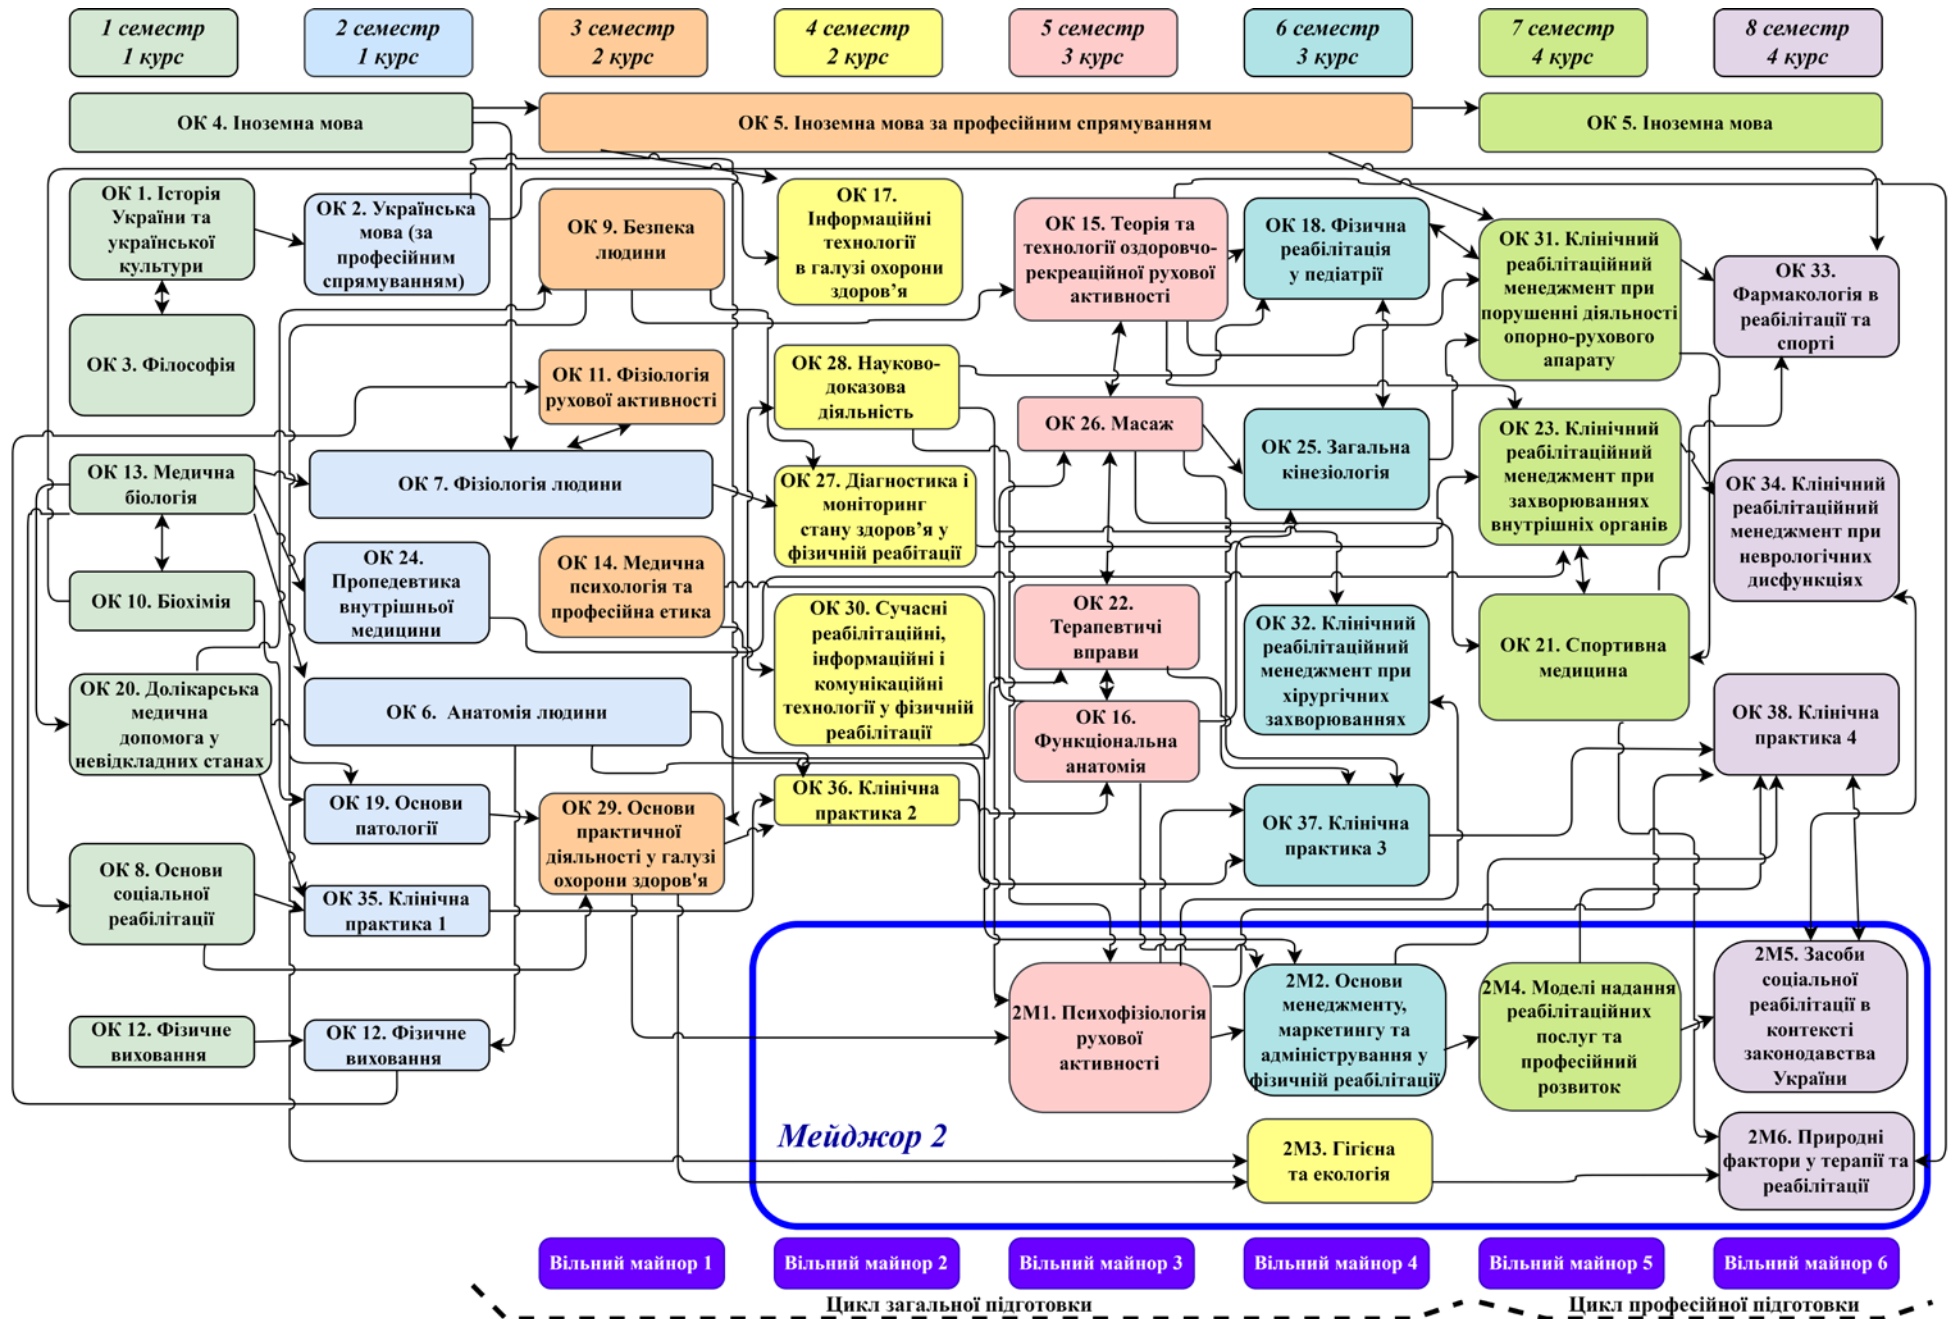 1 семестр
1 курс
2 семестр
1 курс
3 семестр
2 курс
4 семестр
2 курс
5 семестр
3 курс
6 семестр
3 курс
7 семестр
4 курс
8 семестр
4 курс
ОК 4. Іноземна мова
ОК 5. Іноземна мова за професійним спрямуванням
ОК 5. Іноземна мова
ОК 1. Історія
України та
української
культури
ОК 3. Філософія
ОК 13. Медична
біологія
ОК 10. Біохімія
ОК 20. Долікарська
медична
допомога у
невідкладних станах
ОК 8. Основи
соціальної
реабілітації
ОК 12. Фізичне
виховання
ОК 2. Українська
мова (за
професійним
спрямуванням)
ОК 7. Фізіологія людини
ОК 24.
Пропедевтика
внутрішньої
медицини
ОК 6.  Анатомія людини
ОК 19. Основи
патології
ОК 35. Клінічна
практика 1
ОК 12. Фізичне
виховання
ОК 9. Безпека
людини
ОК 11. Фізіологія
рухової активності
ОК 14. Медична
психологія та
професійна етика
ОК 29. Основи
практичної
діяльності у галузі
охорони здоров'я
ОК 17.
Інформаційні
технології
в галузі охорони
здоров’я
ОК 28. Науково-
доказова
діяльність
ОК 27. Діагностика і
моніторинг
стану здоров’я у
фізичній реабітації
ОК 30. Сучасні
реабілітаційні,
інформаційні і
комунікаційні
технології у фізичній
реабілітації
ОК 36. Клінічна
практика 2
ОК 15. Теорія та
технології оздоровчо-
рекреаційної рухової
активності
ОК 26. Масаж
ОК 22.
Терапевтичі
вправи
ОК 16.
Функціональна
анатомія
2М1. Психофізіологія
рухової
активності
ОК 18. Фізична
реабілітація
у педіатрії
ОК 25. Загальна
кінезіологія
ОК 32. Клінічний
реабілітаційний
менеджмент при
хірургічних
захворюваннях
ОК 37. Клінічна
практика 3
2М2. Основи
менеджменту,
маркетингу та
адміністрування у
фізичній реабілітації
2М3. Гігієна
та екологія
ОК 31. Клінічний
реабілітаційний
менеджмент при
порушенні діяльності
опорно-рухового
апарату
ОК 23. Клінічний
реабілітаційний
менеджмент при
захворюваннях
внутрішніх органів
ОК 21. Спортивна
медицина
2М4. Моделі надання
реабілітаційних
послуг та
професійний
розвиток
ОК 33.
Фармакологія в
реабілітації та
спорті
ОК 34. Клінічний
реабілітаційний
менеджмент при
неврологічних
дисфункціях
ОК 38. Клінічна
практика 4
2М5. Засоби
соціальної
реабілітації в
контексті
законодавства
України
2М6. Природні
фактори у терапії та
реабілітації
Мейджор 2
Вільний майнор 1
Вільний майнор 2
Вільний майнор 3
Вільний майнор 4
Вільний майнор 5
Вільний майнор 6
Цикл загальної підготовки
Цикл професійної підготовки